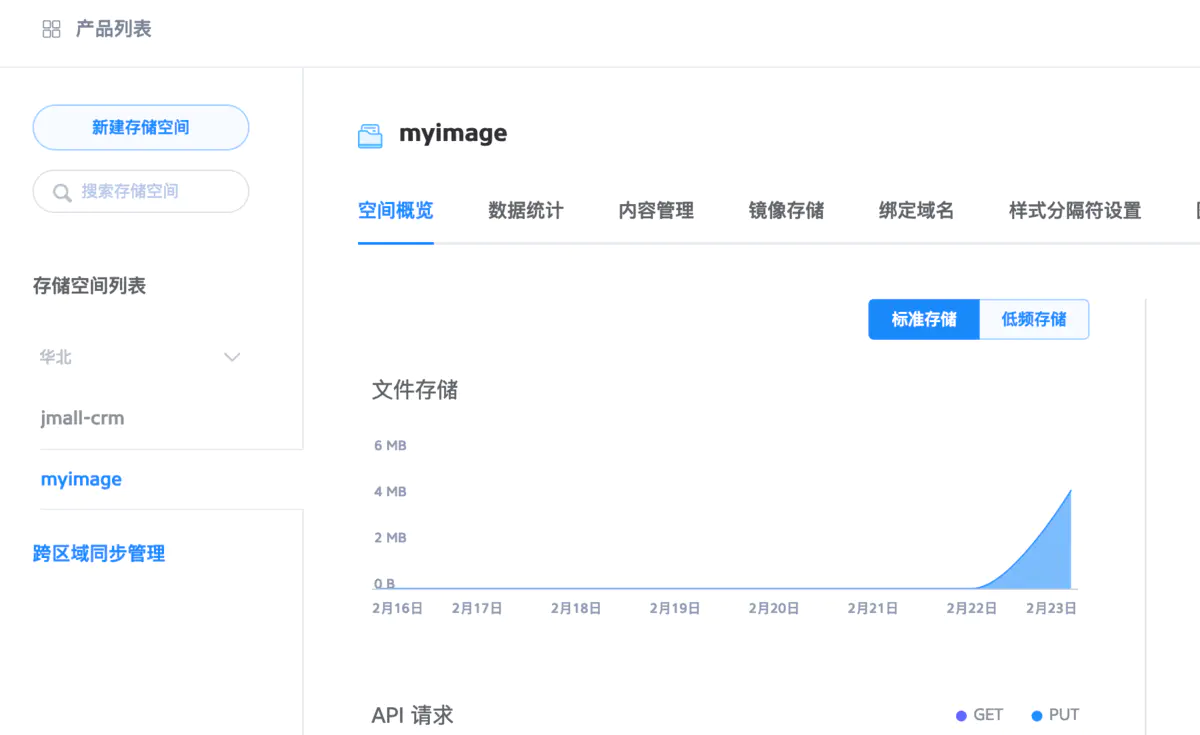 产品列表
新建存储空间
搜索存储空间
存储空间列表
华北
jmall-crm
myimage
跨区域同步管理
myimage
空间概览 数据统计 内容管理 镜像存储 绑定域名 样式分隔符设置
标准存储 低频存储
文件存储
6 MB
4 MB
2 MB
0 B
2月16日 2月17日 2月18日 2月19日 2月20日 2月21日 2月22日 2月23日
API 请求 GET PUT